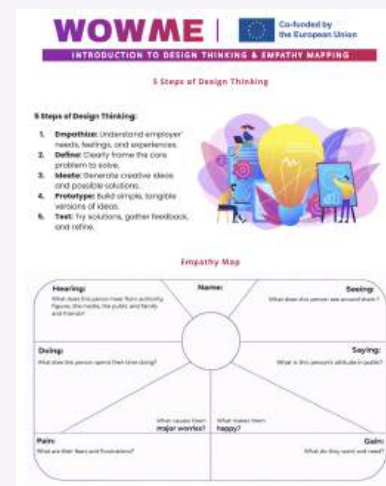 WOWME
Co-funded by
the European Union
INTRODUCTION TO DESIGN THINKING & EMPATHY MAPPING
5 Steps of Design Thinking
5 Steps of Design Thinking:
1. Empathize: Understand employer'
needs, feelings, and experiences.
2. Define: Clearly frame the core
problem to solve.
3. Ideate: Generate creative ideas
and possible solutions.
4. Prototype: Build simple, tangible
versions of ideas.
5. Test: Try solutions, gather feedback,
and refine.
Empathy Map
Hearing:
What does this person hear from authority
figures, the media, the public and family
and friends?
Name:
Seeing:
What does this person see around them?
Doing:
What does this person spend their time doing?
Saying:
What is this person's attitude in public?
What causes them
major worries?
What makes them
happy?
Pain:
What are their fears and frustrations?
Gain:
What do they want and need?